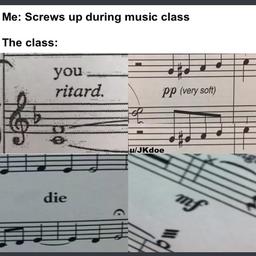 Me: Screws up during music class
The class:
you
ritard.
pp (very soft)
u/JKdoe
die
mf